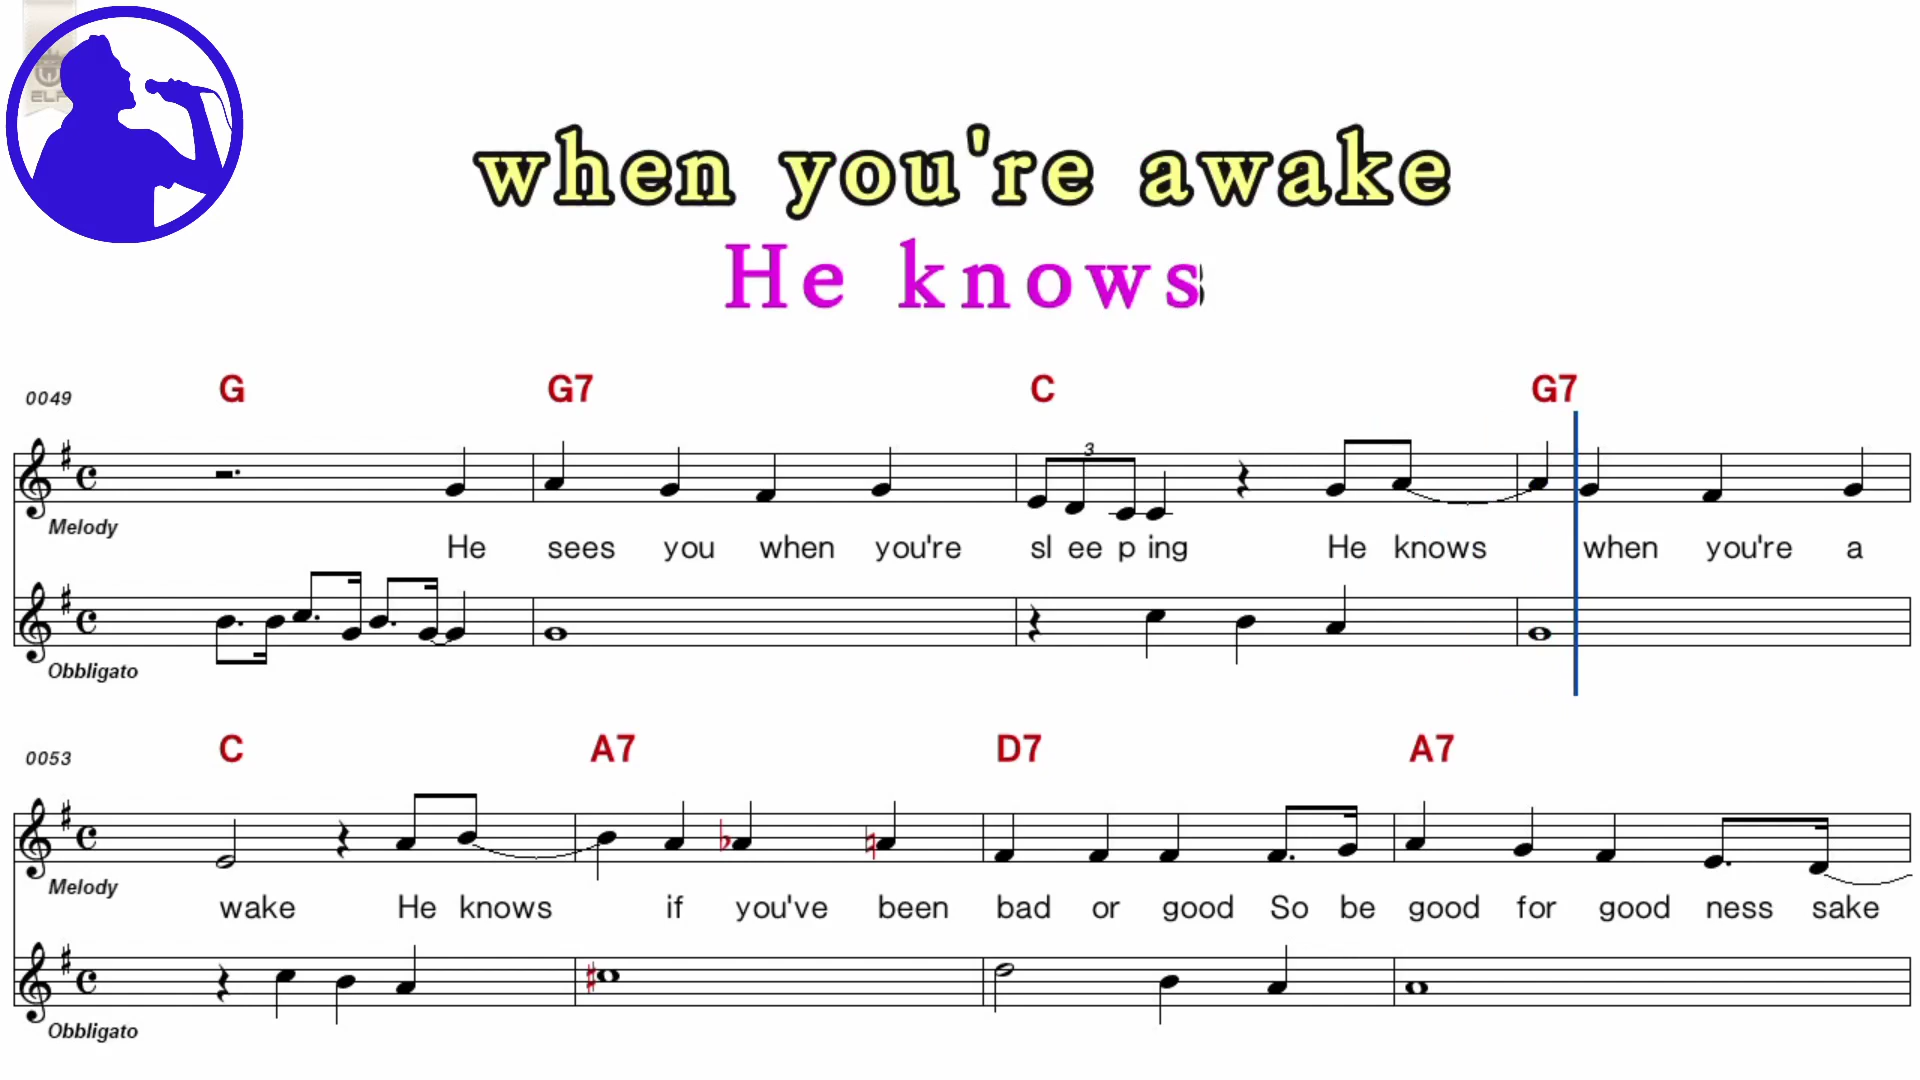 ELF
when you're awake
He knows
0049 G G7 C G7
3
Melody
He sees you when you're sl ee p ing He knows when you're a
Obbligato
0053 C A7 D7 A7
Melody
wake He knows if you've been bad or good So be good for good ness sake
Obbligato